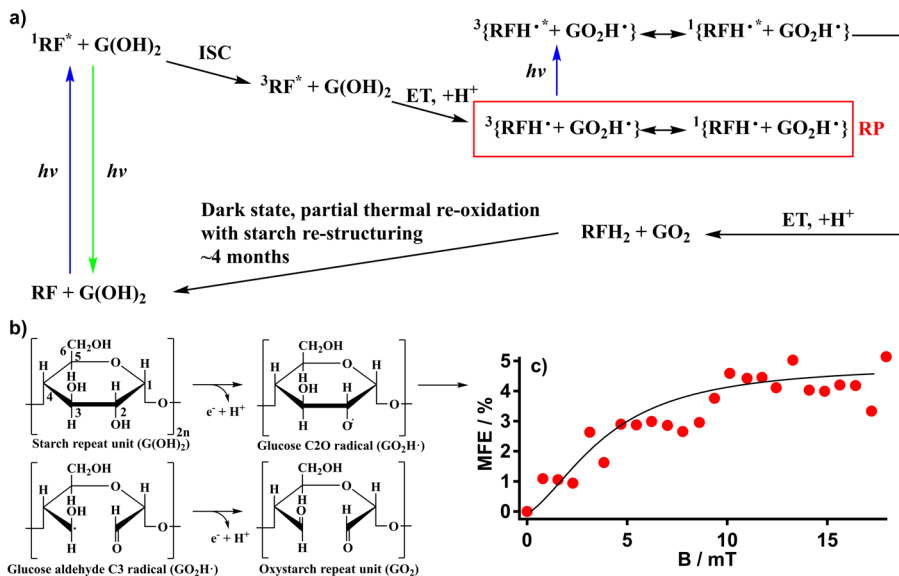 a)
¹RF* + G(OH)₂
ISC
³RF* + G(OH)₂
ET, +H⁺
³{RFH•* + GO₂H•} ↔ ¹{RFH•* + GO₂H•}
hν
³{RFH• + GO₂H•} ↔ ¹{RFH• + GO₂H•}
RP
hν
hν
Dark state, partial thermal re-oxidation
with starch re-structuring
~4 months
RFH₂ + GO₂
ET, +H⁺
RF + G(OH)₂
b)
6 CH₂OH
5
O
H
H
H
OH
H
4
1
3
2
O
H
OH
2n
e⁻ + H⁺
Starch repeat unit (G(OH)₂)
CH₂OH
O
H
H
H
OH
H
O
H
O·
Glucose C2O radical (GO₂H·)
CH₂OH
O
H
H
H
OH
H
O
H
O
e⁻ + H⁺
Glucose aldehyde C3 radical (GO₂H·)
CH₂OH
O
H
H
H
O
H
O
H
O
Oxystarch repeat unit (GO₂)
c)
MFE / %
5
4
3
2
1
0
0
5
10
15
B / mT